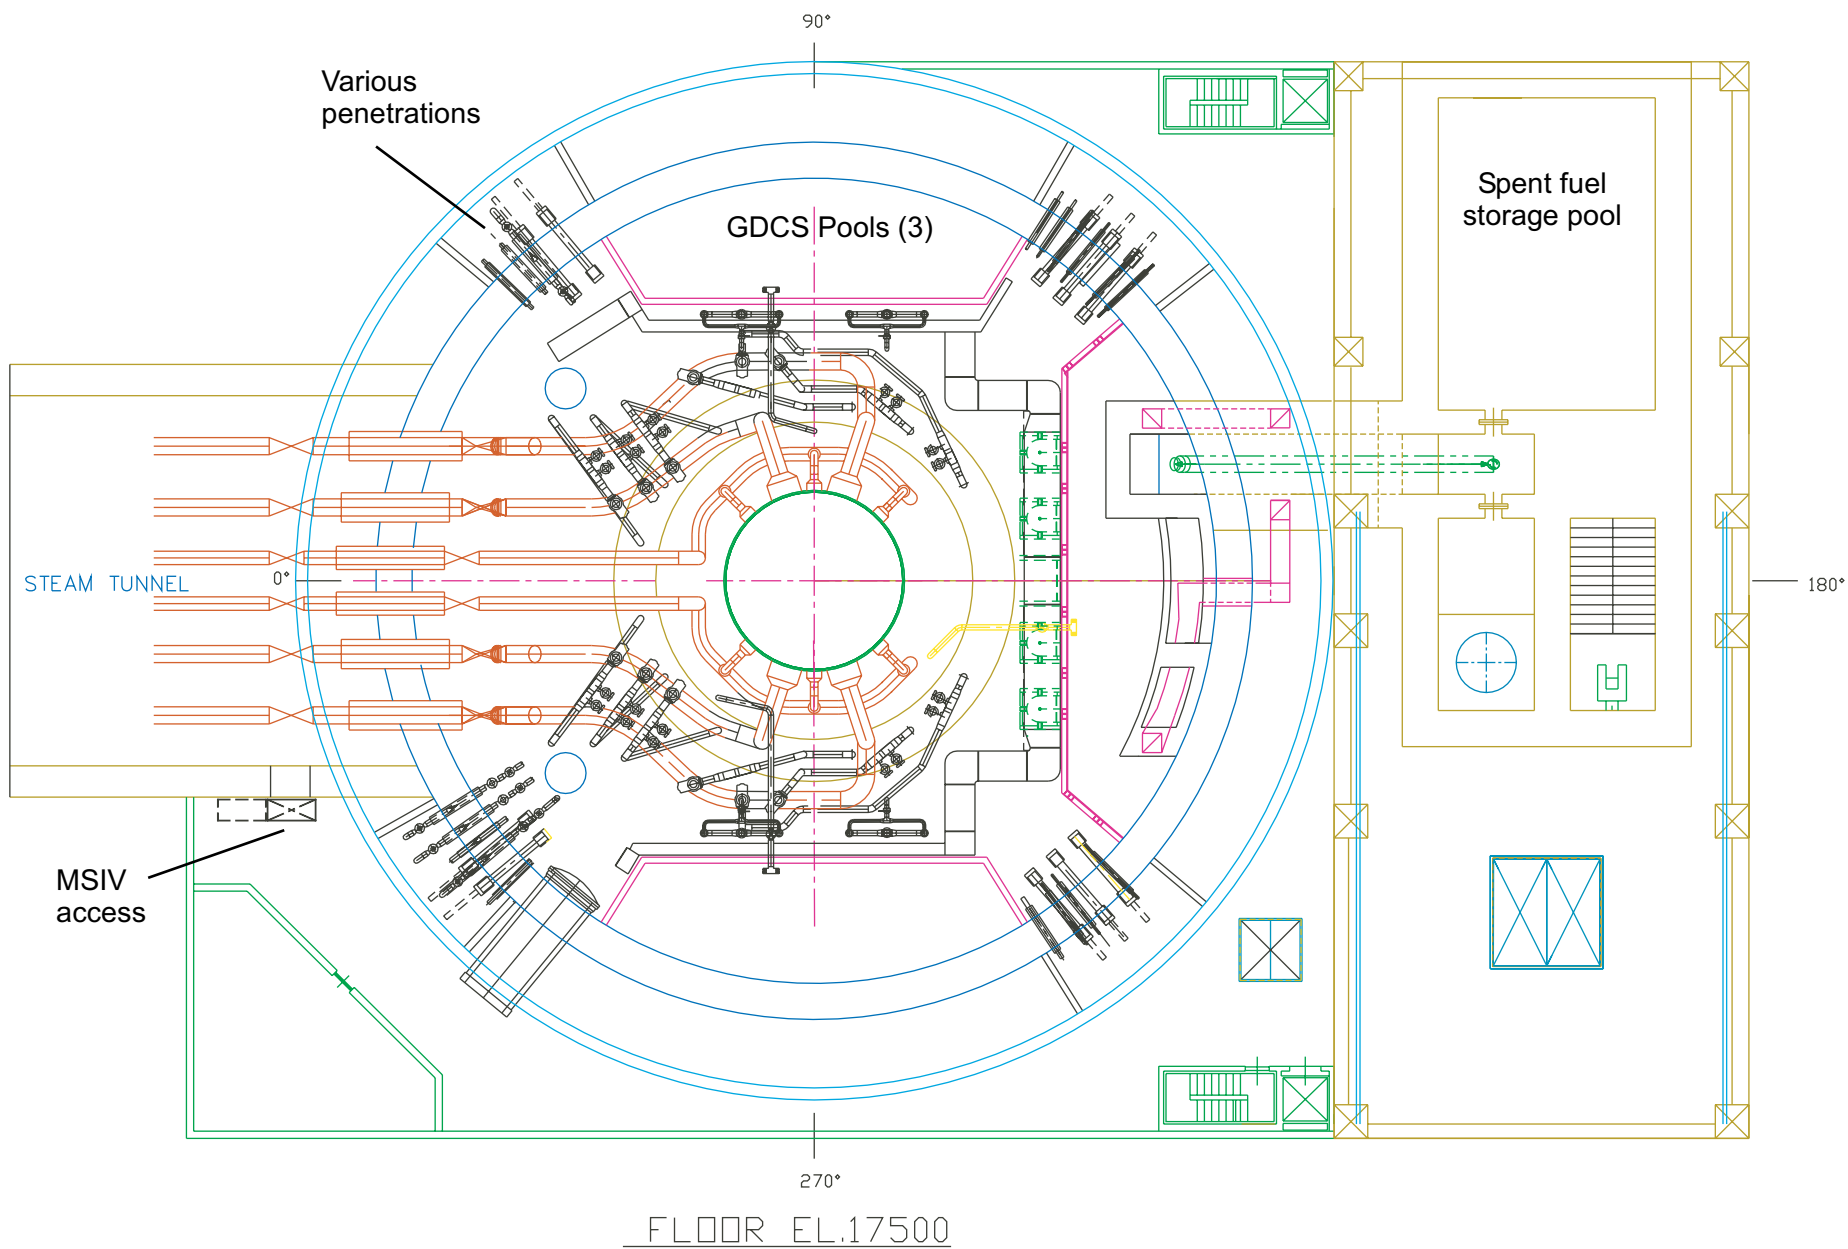 90°
Various
penetrations
GDCS Pools (3)
Spent fuel
storage pool
STEAM TUNNEL
0°
180°
MSIV
access
270°
FLOOR EL.17500